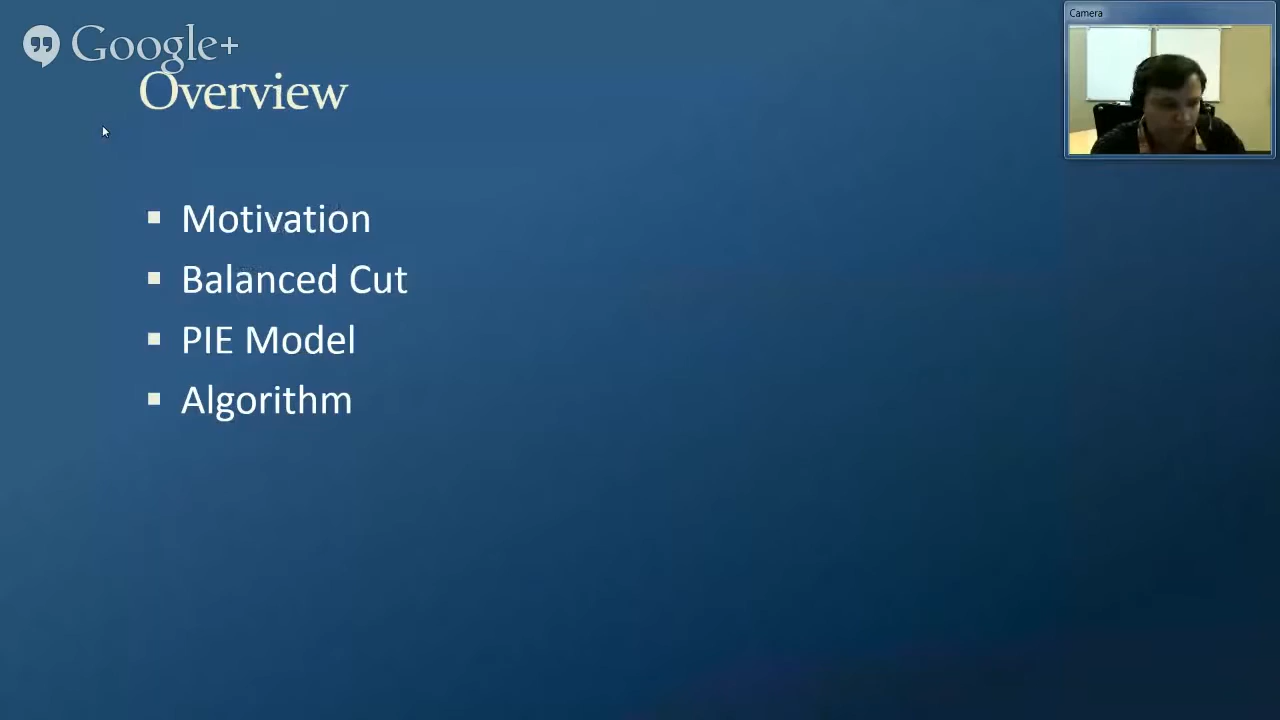 Google+
Camera
Overview
Motivation
Balanced Cut
PIE Model
Algorithm